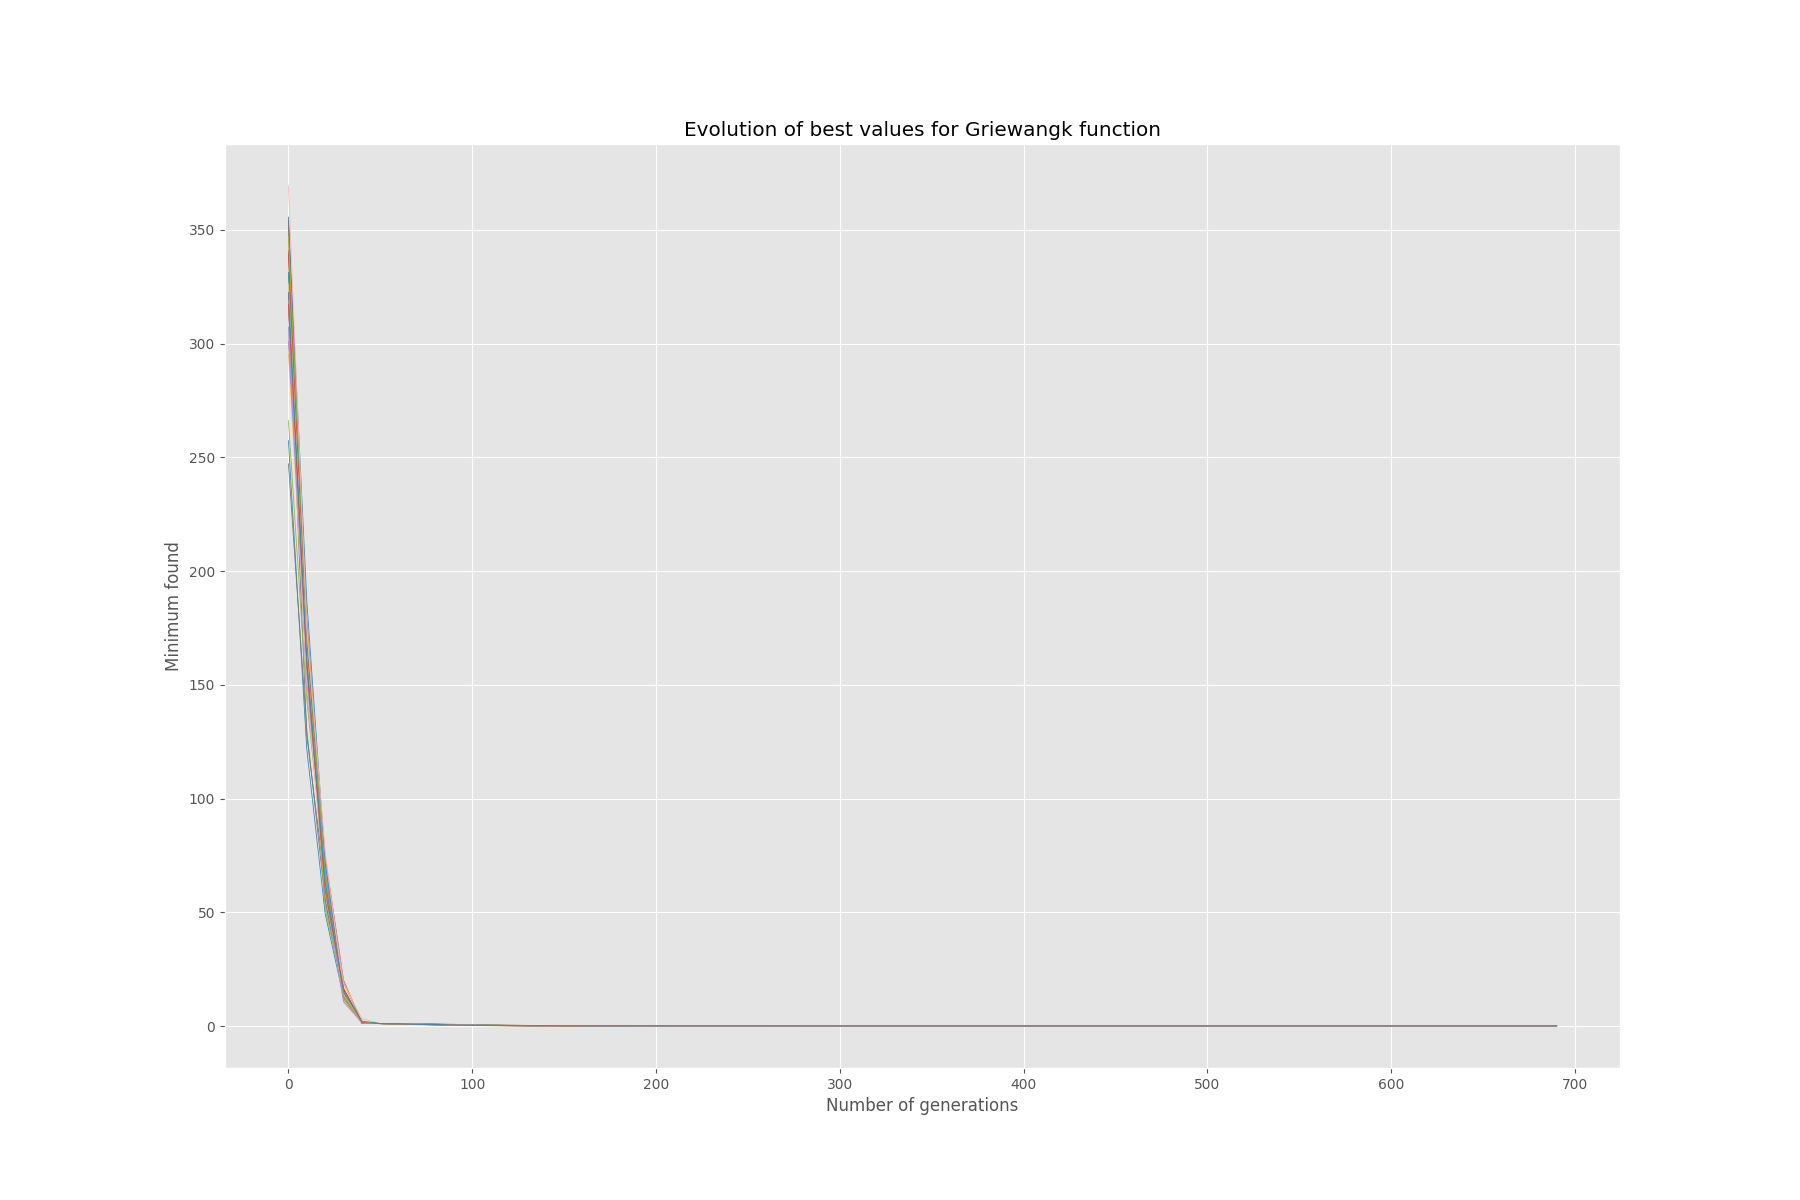 Evolution of best values for Griewangk function
350
300
250
200
150
100
50
0
Minimum found
0 100 200 300 400 500 600 700
Number of generations